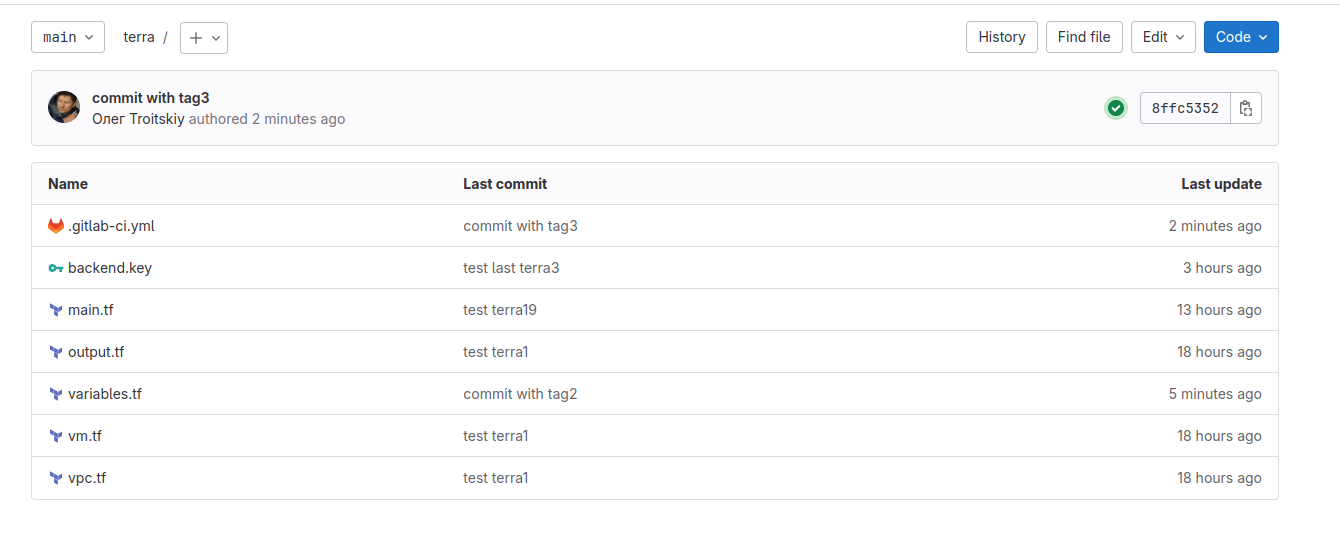 main terra / History Find file Edit Code
commit with tag3
Олег Troitskiy authored 2 minutes ago
8ffc5352
Name Last commit Last update
.gitlab-ci.yml commit with tag3 2 minutes ago
backend.key test last terra3 3 hours ago
main.tf test terra19 13 hours ago
output.tf test terra1 18 hours ago
variables.tf commit with tag2 5 minutes ago
vm.tf test terra1 18 hours ago
vpc.tf test terra1 18 hours ago